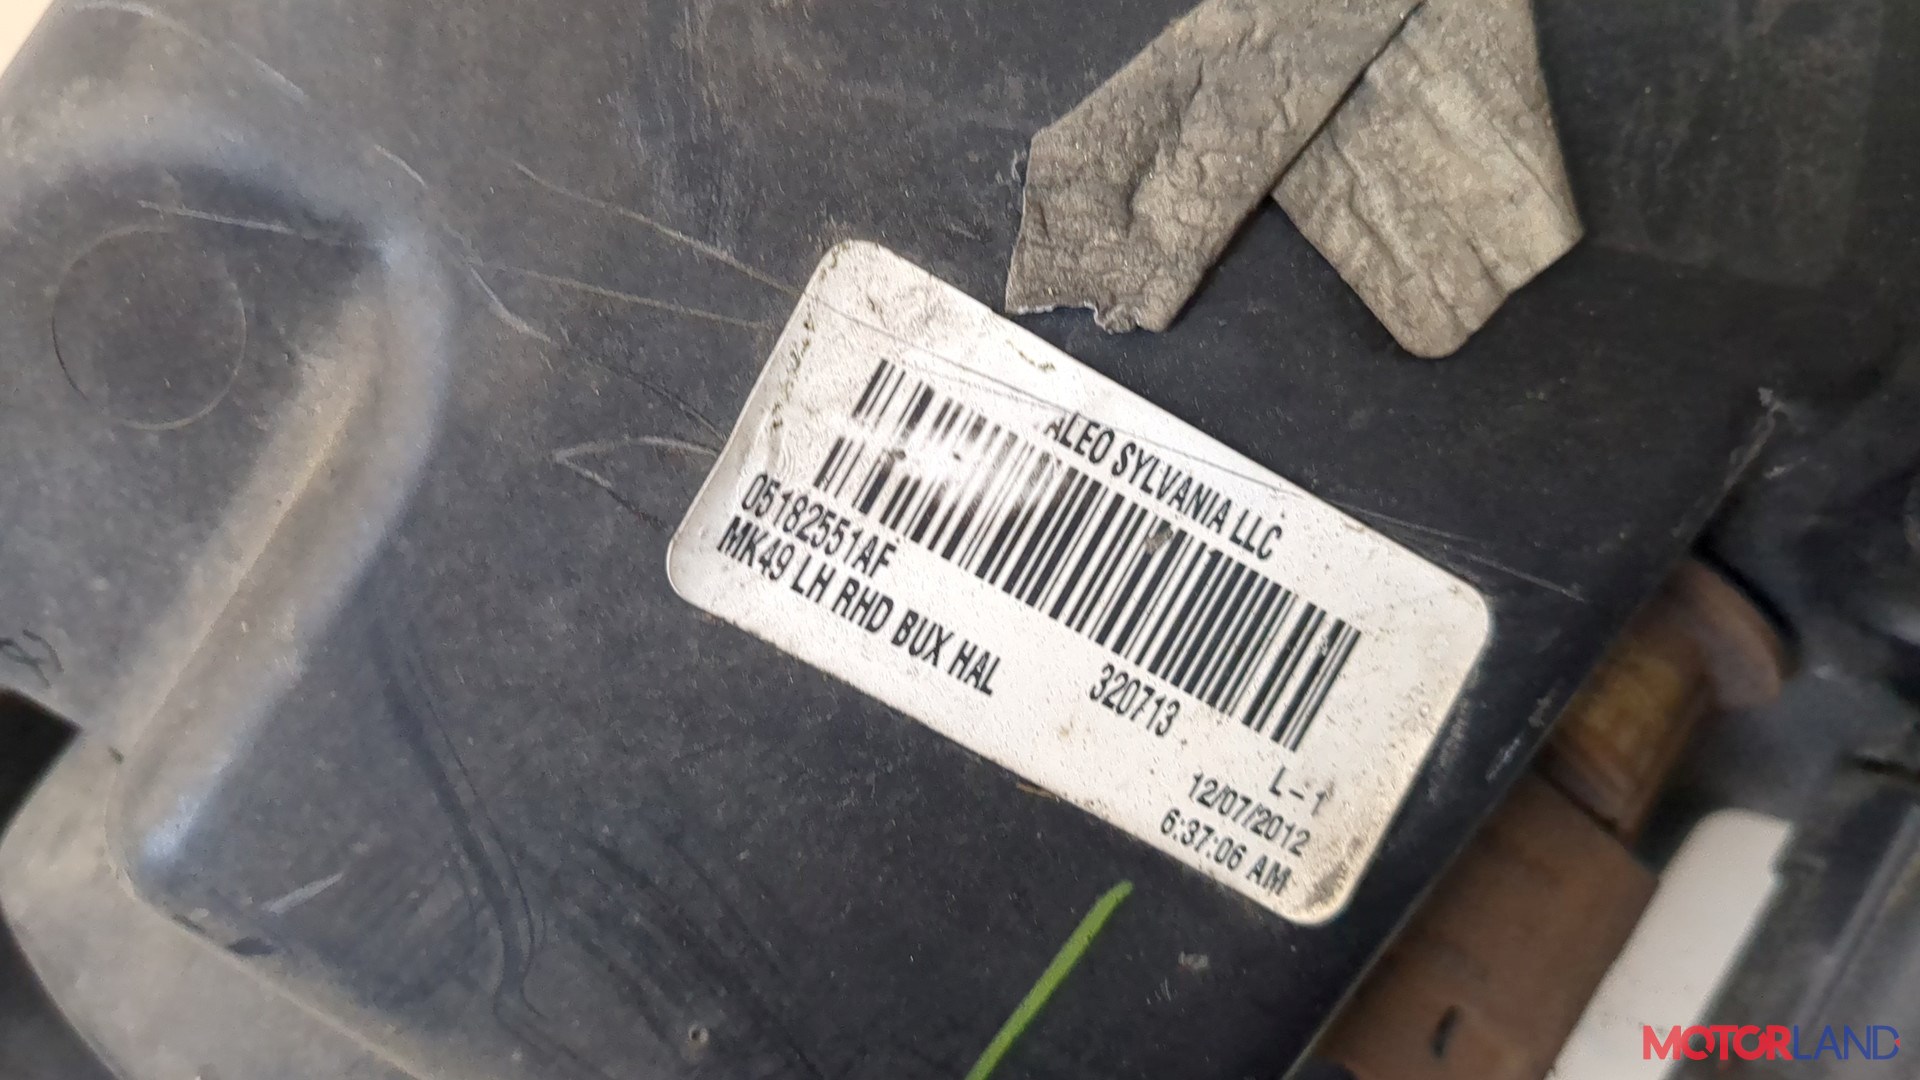 ALEO SYLVANIA LLC
05182551AF
MK49 LH RHD BUX HAL
320713
L-1
12/07/2012
6:37:06 AM
MOTORLAND